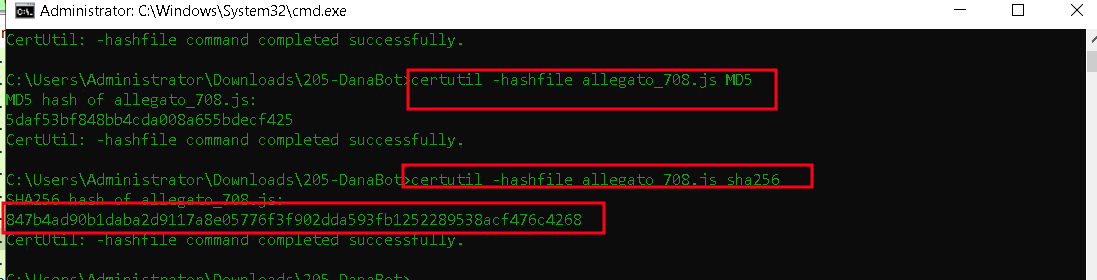 Administrator: C:\Windows\System32\cmd.exe
CertUtil: -hashfile command completed successfully.
C:\Users\Administrator\Downloads\205-DanaBot>certutil -hashfile allegato_708.js MD5
MD5 hash of allegato_708.js:
5daf53bf848bb4cda008a655bdecf425
CertUtil: -hashfile command completed successfully.
C:\Users\Administrator\Downloads\205-DanaBot>certutil -hashfile allegato_708.js sha256
SHA256 hash of allegato_708.js:
847b4ad90b1daba2d9117a8e05776f3f902dda593fb1252289538acf476c4268
CertUtil: -hashfile command completed successfully.
C:\Users\Administrator\Downloads\205-DanaBot>